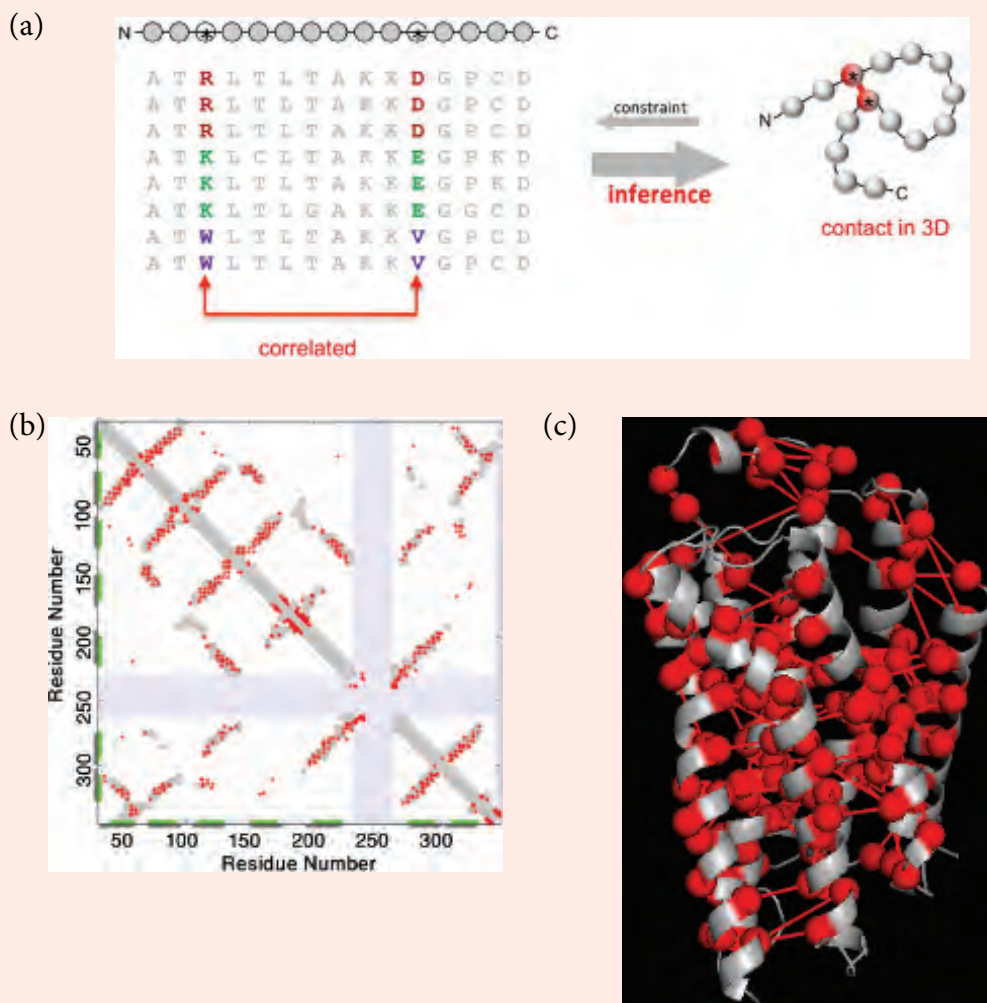 (a)
N * * C
A T R L T L T A K K D G P C D
A T R L T L T A K K D G P C D
A T R L T L T A K K D G P C D
A T K L C L T A K K E G P K D
A T K L T L T A K K E G P K D
A T K L T L G A K K E G G C D
A T W L T L T A K K V G P C D
A T W L T L T A K K V G P C D
correlated
constraint
inference
N * * C
contact in 3D
(b)
Residue Number
50
100
150
200
250
300
50 100 150 200 250 300
Residue Number
(c)